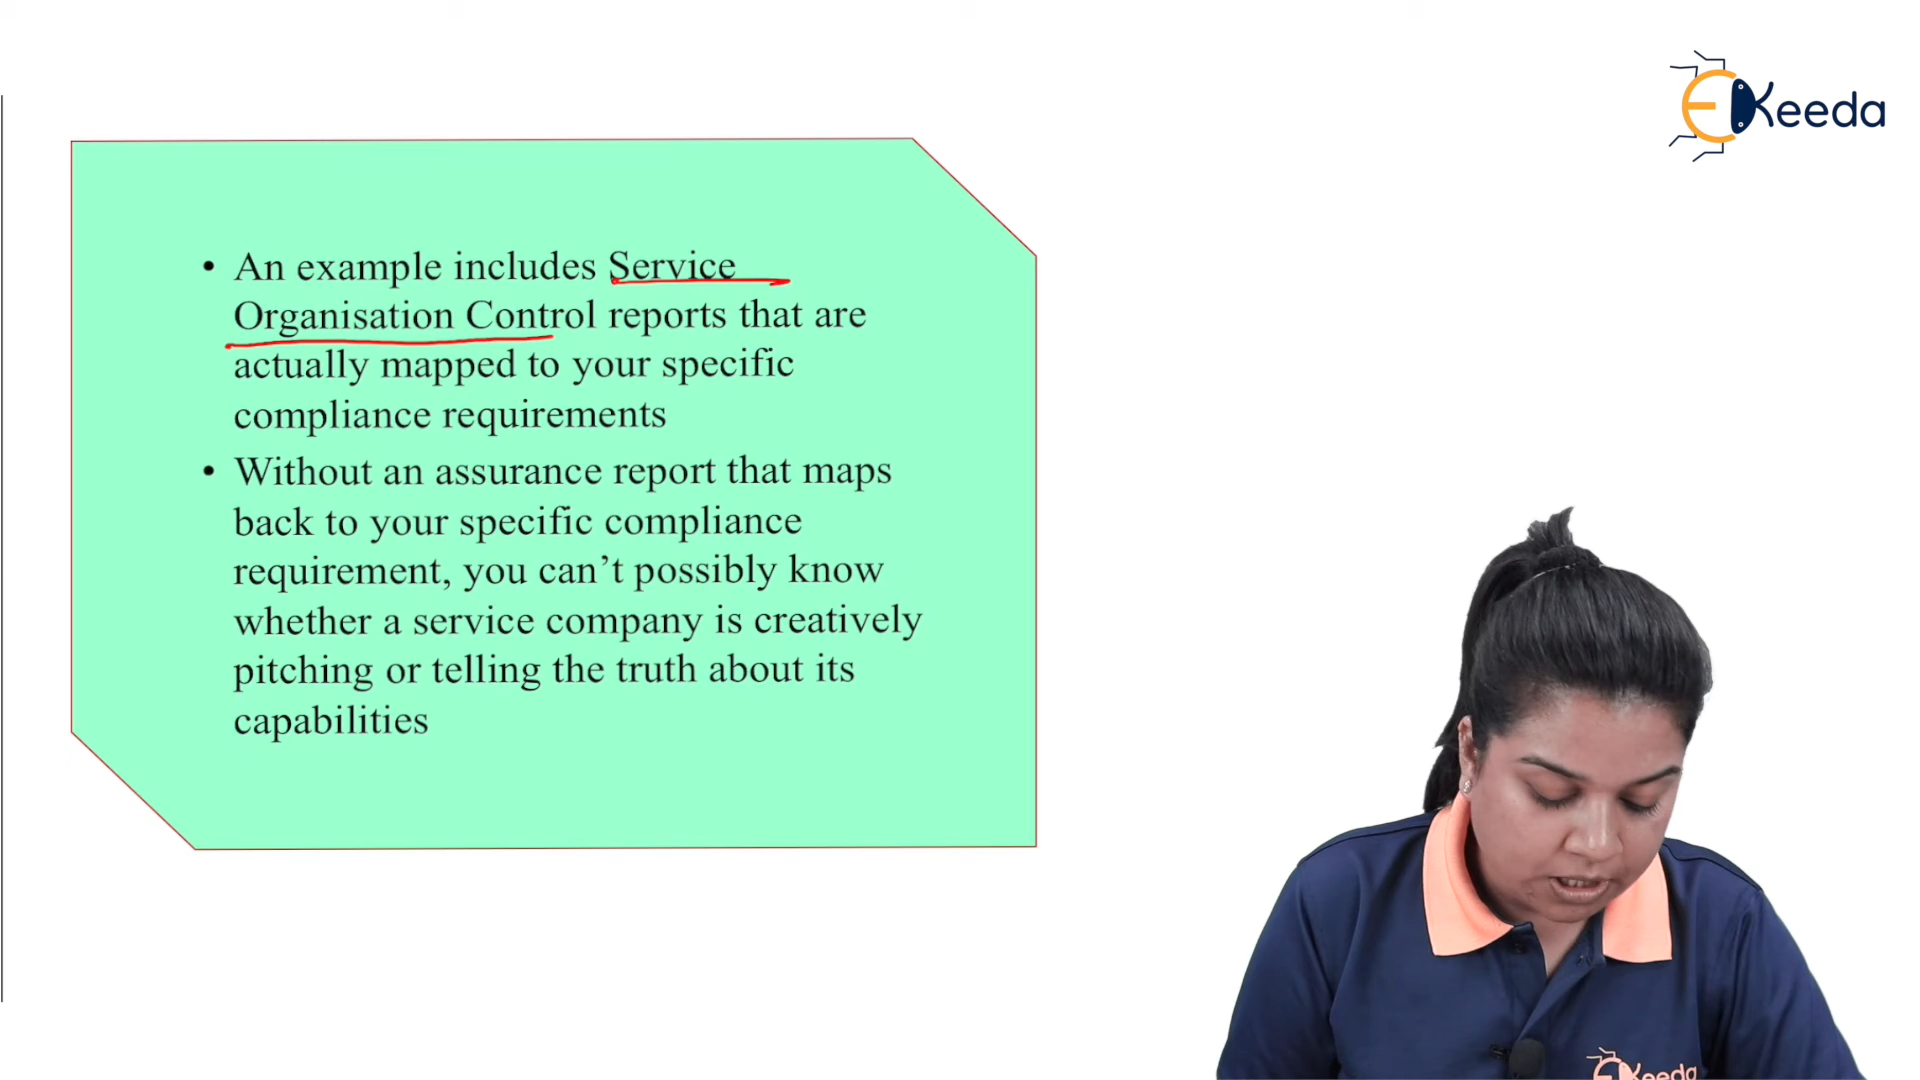 EKeeda
• An example includes Service
Organisation Control reports that are
actually mapped to your specific
compliance requirements
• Without an assurance report that maps
back to your specific compliance
requirement, you can’t possibly know
whether a service company is creatively
pitching or telling the truth about its
capabilities
EKeeda